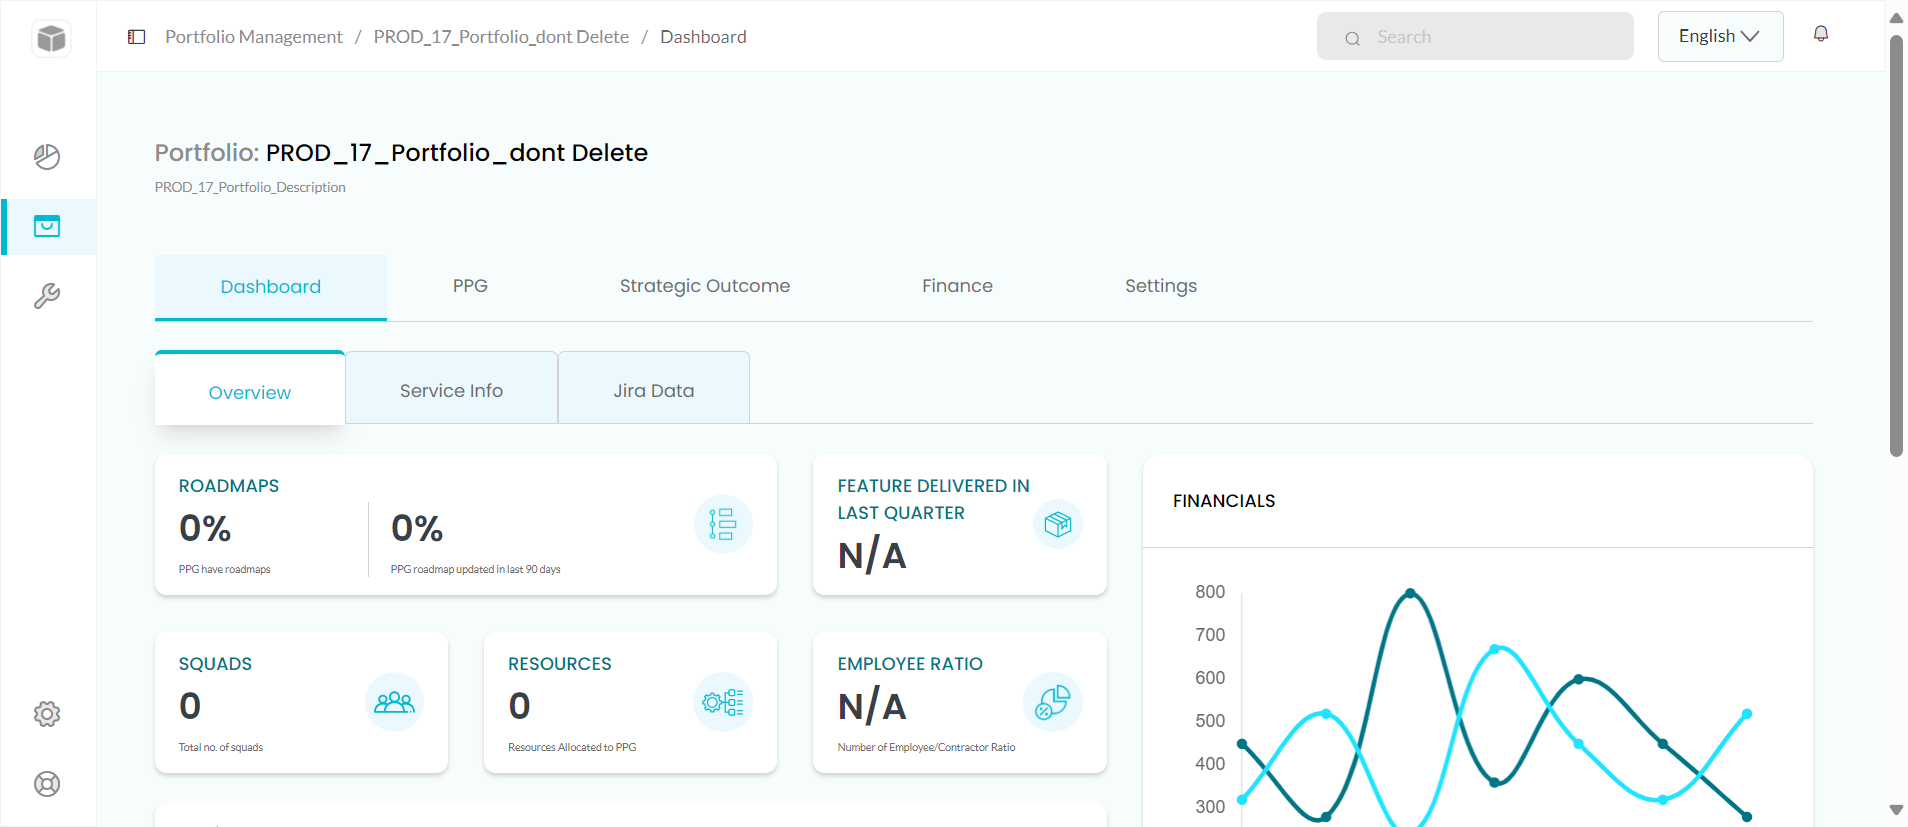 Portfolio Management / PROD_17_Portfolio_dont Delete / Dashboard
Search
English
Portfolio: PROD_17_Portfolio_dont Delete
PROD_17_Portfolio_Description
Dashboard PPG Strategic Outcome Finance Settings
Overview Service Info Jira Data
ROADMAPS
0% 0%
PPG have roadmaps PPG roadmap updated in last 90 days
FEATURE DELIVERED IN
LAST QUARTER
N/A
SQUADS
0
Total no. of squads
RESOURCES
0
Resources Allocated to PPG
EMPLOYEE RATIO
N/A
Number of Employee/Contractor Ratio
FINANCIALS
800
700
600
500
400
300